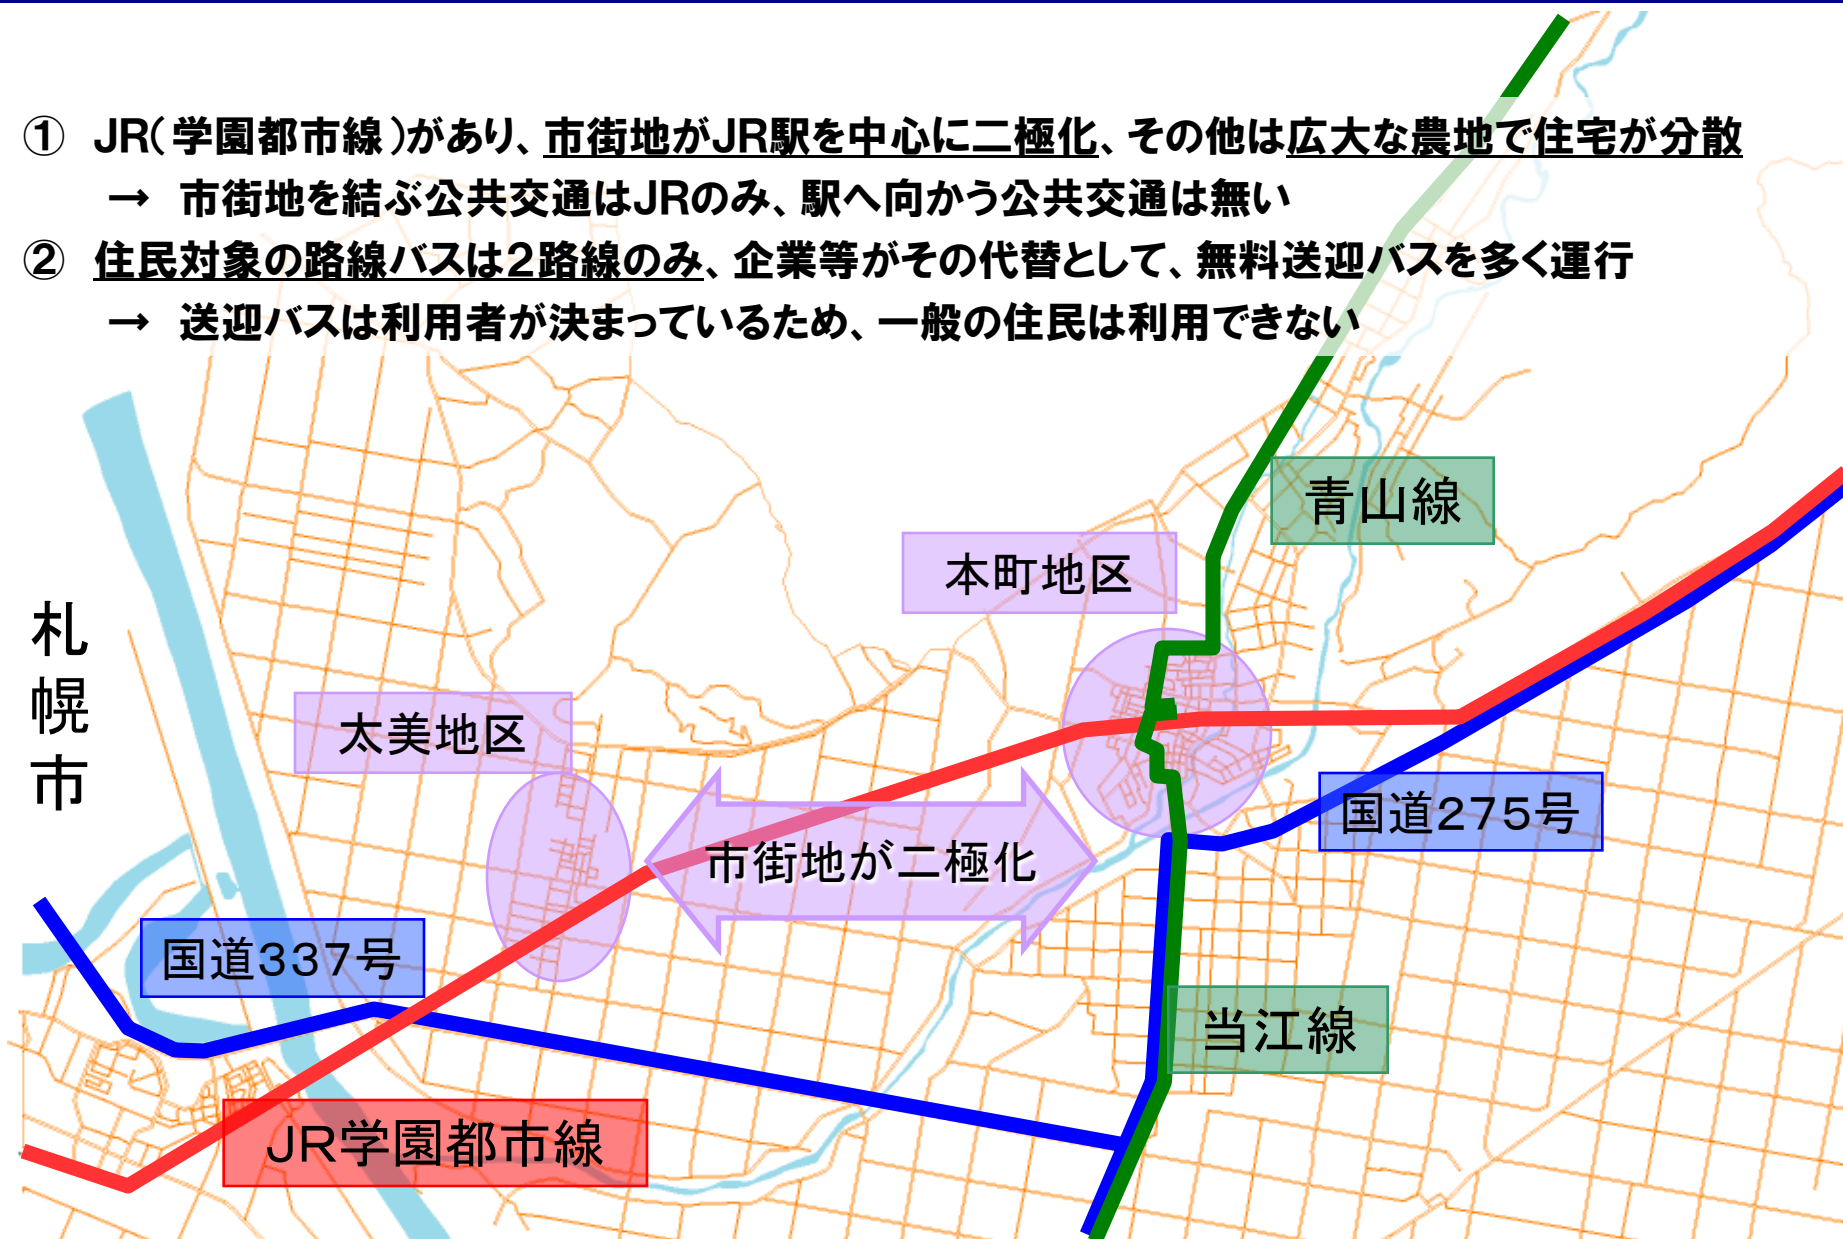 ① JR(学園都市線)があり、市街地がJR駅を中心に二極化、その他は広大な農地で住宅が分散
→ 市街地を結ぶ公共交通はJRのみ、駅へ向かう公共交通は無い
② 住民対象の路線バスは２路線のみ、企業等がその代替として、無料送迎バスを多く運行
→ 送迎バスは利用者が決まっているため、一般の住民は利用できない
青山線
本町地区
札幌市
太美地区
国道２７５号
市街地が二極化
国道３３７号
当江線
JR学園都市線